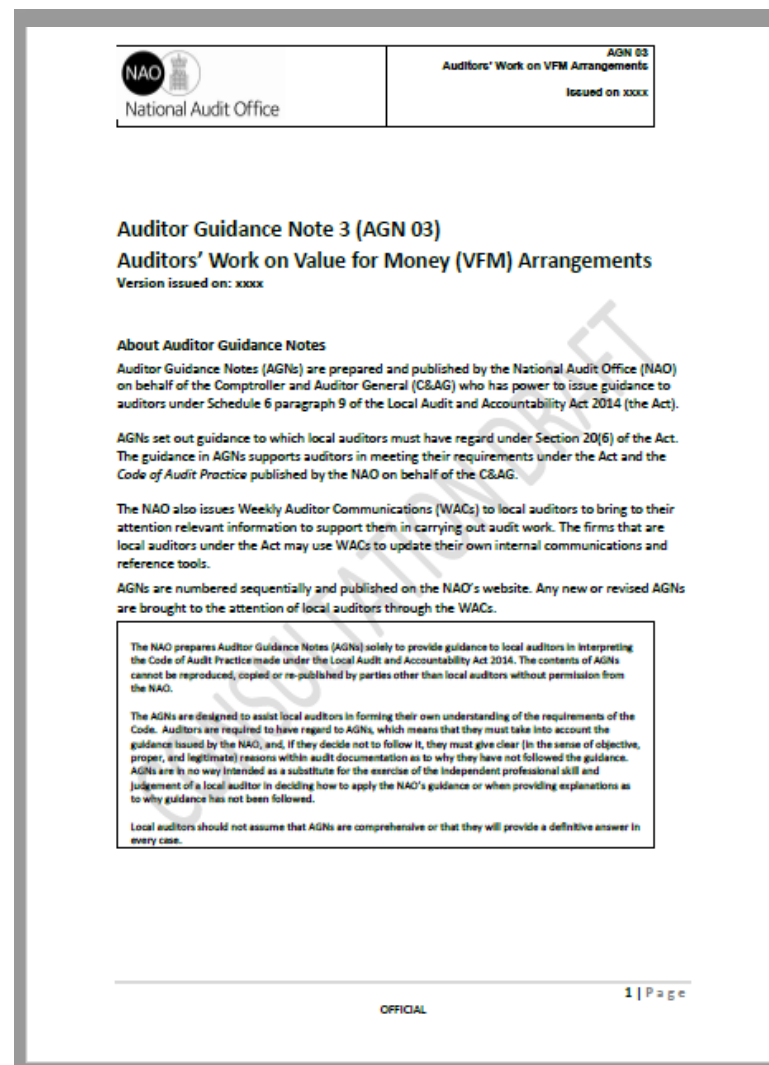 NAO
National Audit Office
AGN 03
Auditors' Work on VFM Arrangements
Issued on xxxx
Auditor Guidance Note 3 (AGN 03)
Auditors' Work on Value for Money (VFM) Arrangements
Version issued on: xxxx
About Auditor Guidance Notes
Auditor Guidance Notes (AGNs) are prepared and published by the National Audit Office (NAO)
on behalf of the Comptroller and Auditor General (C&AG) who has power to issue guidance to
auditors under Schedule 6 paragraph 9 of the Local Audit and Accountability Act 2014 (the Act).
AGNs set out guidance to which local auditors must have regard under Section 20(6) of the Act.
The guidance in AGNs supports auditors in meeting their requirements under the Act and the
Code of Audit Practice published by the NAO on behalf of the C&AG.
The NAO also issues Weekly Auditor Communications (WACs) to local auditors to bring to their
attention relevant information to support them in carrying out audit work. The firms that are
local auditors under the Act may use WACs to update their own internal communications and
reference tools.
AGNs are numbered sequentially and published on the NAO's website. Any new or revised AGNs
are brought to the attention of local auditors through the WACs.
The NAO prepares Auditor Guidance Notes (AGNs) solely to provide guidance to local auditors in interpreting
the Code of Audit Practice made under the Local Audit and Accountability Act 2014. The contents of AGNs
cannot be reproduced, copied or re-published by parties other than local auditors without permission from
the NAO.
The AGNs are designed to assist local auditors in forming their own understanding of the requirements of the
Code. Auditors are required to have regard to AGNs, which means that they must take into account the
guidance issued by the NAO, and, if they decide not to follow it, they must give clear (in the sense of objective,
proper, and legitimate) reasons within audit documentation as to why they have not followed the guidance.
AGNs are in no way intended as a substitute for the exercise of the independent professional skill and
judgement of a local auditor in deciding how to apply the NAO's guidance or when providing explanations as
to why guidance has not been followed.
Local auditors should not assume that AGNs are comprehensive or that they will provide a definitive answer in
every case.
CONSULTATION DRAFT
1 | Page
OFFICIAL